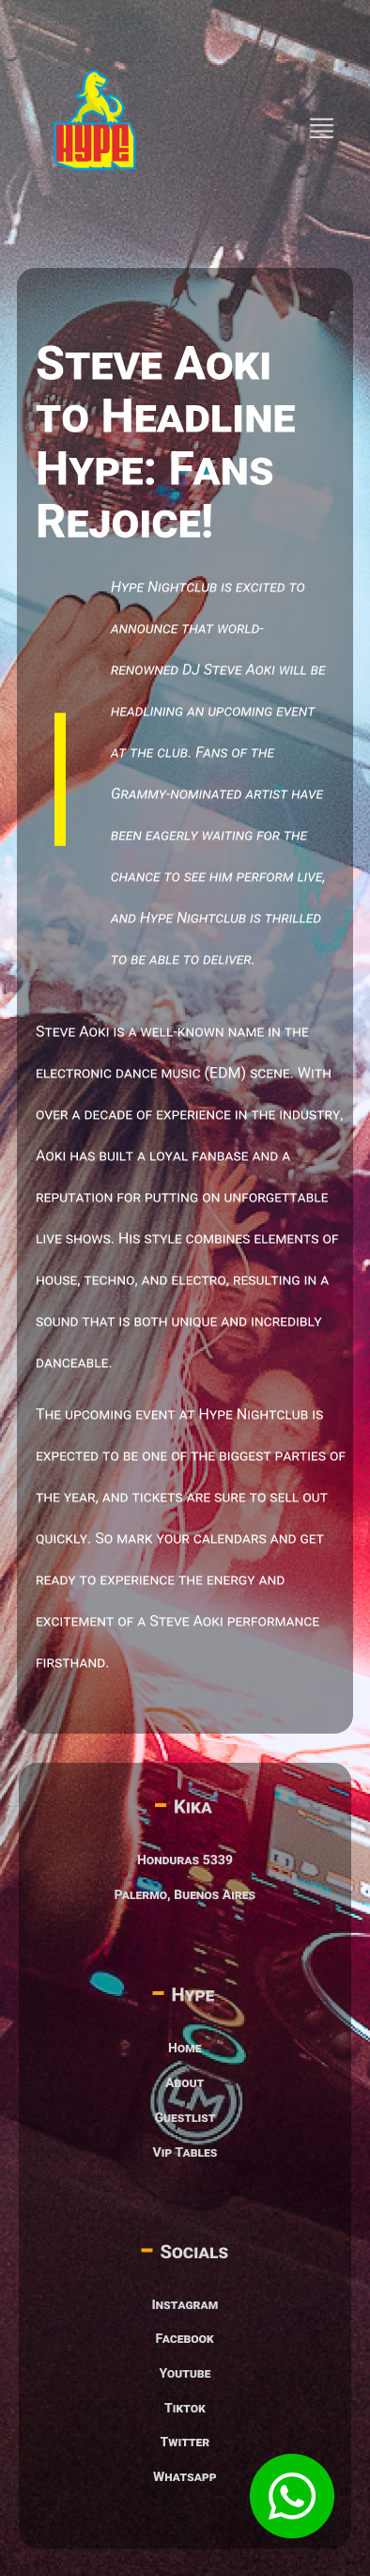 HYPE
Steve Aoki
to Headline
Hype: Fans
Rejoice!
Hype Nightclub is excited to
announce that world-
renowned DJ Steve Aoki will be
headlining an upcoming event
at the club. Fans of the
Grammy-nominated artist have
been eagerly waiting for the
chance to see him perform live,
and Hype Nightclub is thrilled
to be able to deliver.
Steve Aoki is a well-known name in the
electronic dance music (EDM) scene. With
over a decade of experience in the industry,
Aoki has built a loyal fanbase and a
reputation for putting on unforgettable
live shows. His style combines elements of
house, techno, and electro, resulting in a
sound that is both unique and incredibly
danceable.
The upcoming event at Hype Nightclub is
expected to be one of the biggest parties of
the year, and tickets are sure to sell out
quickly. So mark your calendars and get
ready to experience the energy and
excitement of a Steve Aoki performance
firsthand.
- Kika
Honduras 5339
Palermo, Buenos Aires
- Hype
Home
About
Guestlist
Vip Tables
LM
- Socials
Instagram
Facebook
Youtube
Tiktok
Twitter
Whatsapp